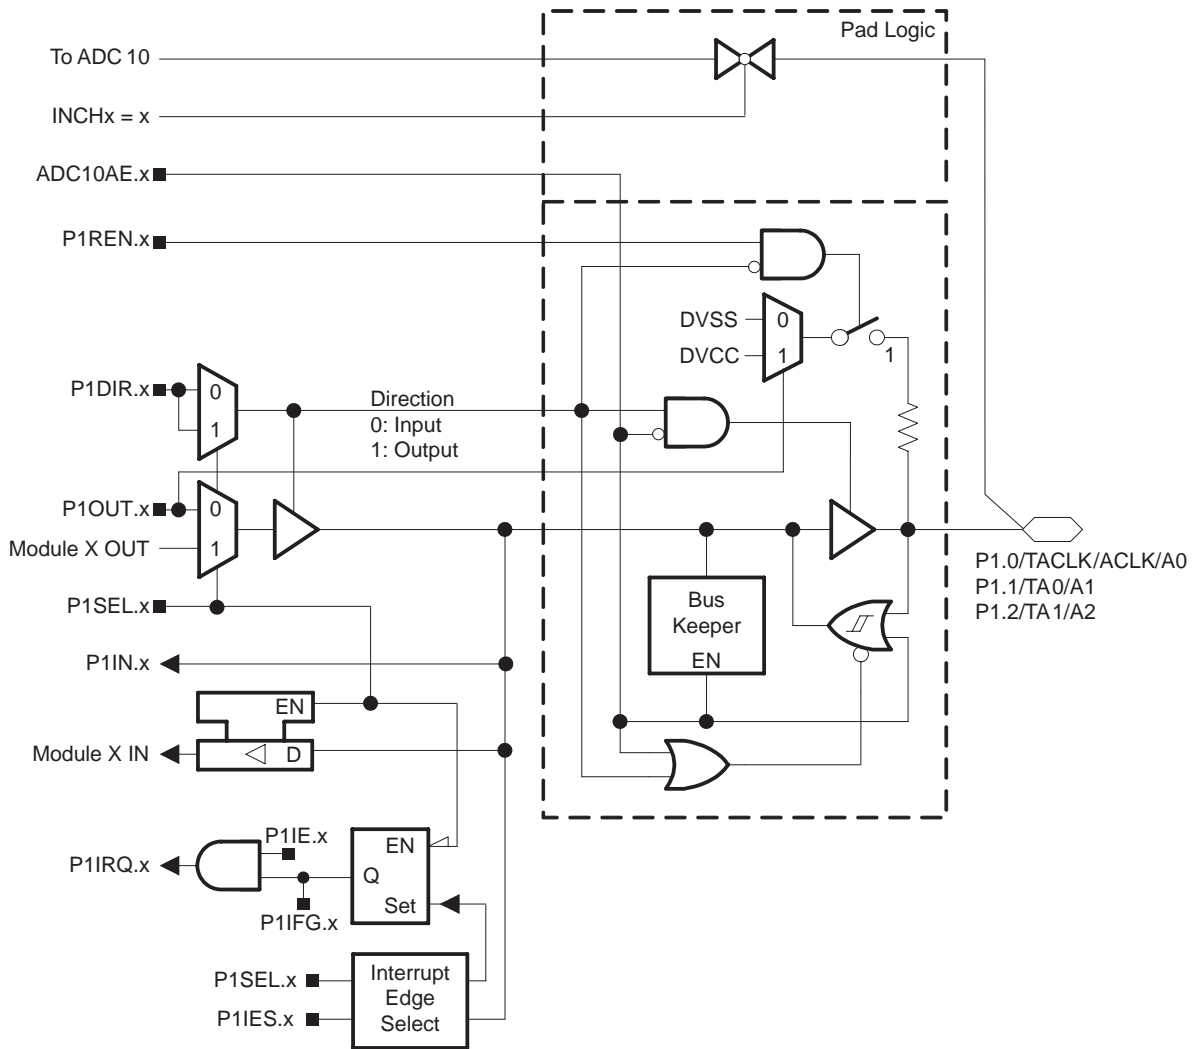 Pad Logic
To ADC 10
INCHx = x
ADC10AE.x
P1REN.x
DVSS
0
DVCC
1
1
P1DIR.x
0
1
Direction
0: Input
1: Output
P1OUT.x
0
Module X OUT
1
P1SEL.x
P1.0/TACLK/ACLK/A0
P1.1/TA0/A1
P1.2/TA1/A2
Bus
Keeper
EN
P1IN.x
EN
Module X IN
D
P1IE.x
EN
P1IRQ.x
Q
Set
P1IFG.x
P1SEL.x
P1IES.x
Interrupt
Edge
Select